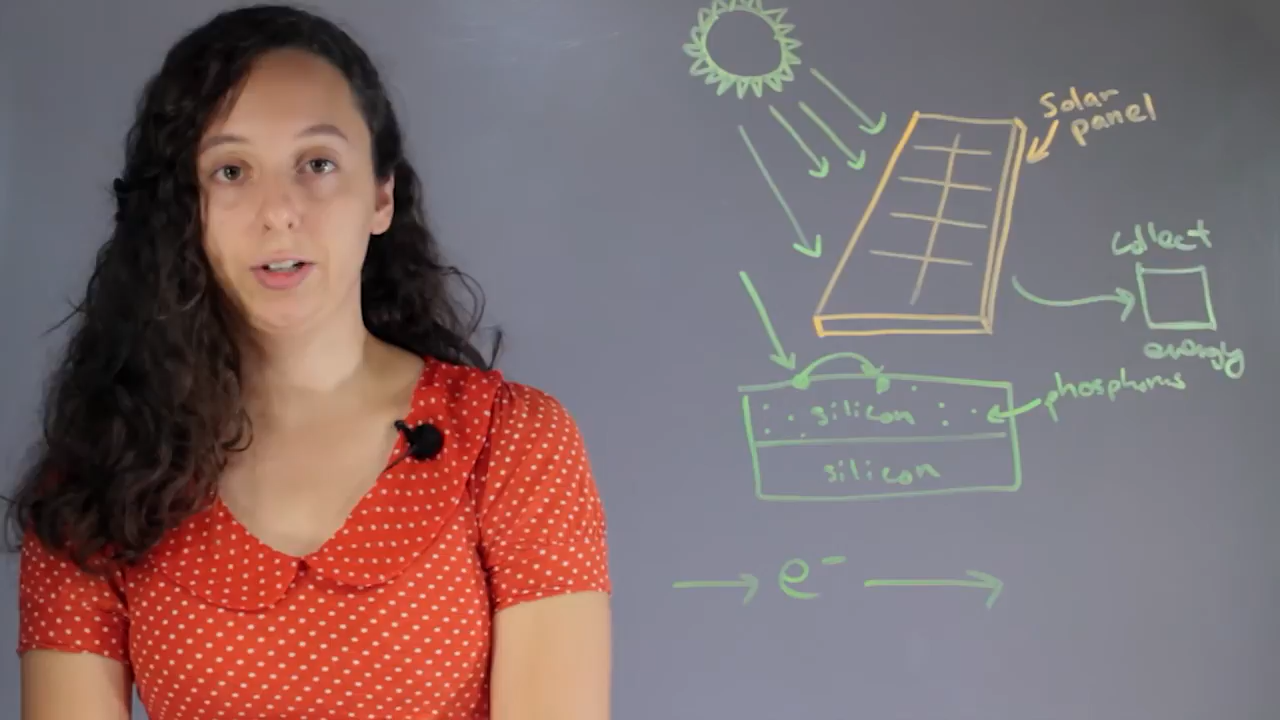 Solar
panel
collect
energy
phosphorus
silicon
silicon
e⁻